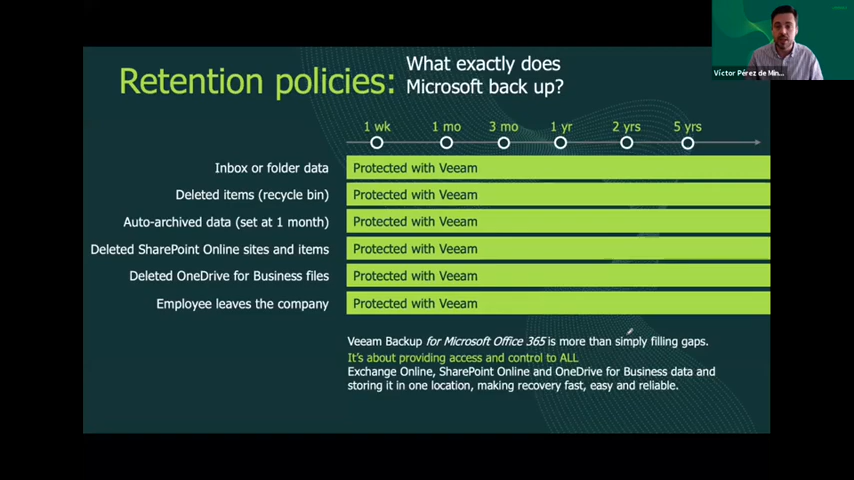 Retention policies:
What exactly does
Microsoft back up?
1 wk 1 mo 3 mo 1 yr 2 yrs 5 yrs
Inbox or folder data Protected with Veeam
Deleted items (recycle bin) Protected with Veeam
Auto-archived data (set at 1 month) Protected with Veeam
Deleted SharePoint Online sites and items Protected with Veeam
Deleted OneDrive for Business files Protected with Veeam
Employee leaves the company Protected with Veeam
Veeam Backup for Microsoft Office 365 is more than simply filling gaps.
It's about providing access and control to ALL
Exchange Online, SharePoint Online and OneDrive for Business data and
storing it in one location, making recovery fast, easy and reliable.
Víctor Pérez de Mín...